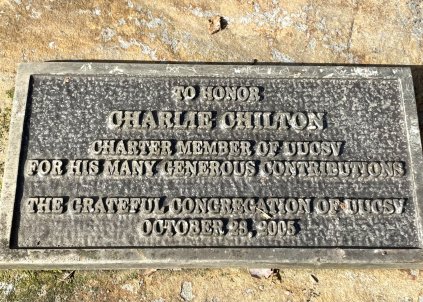 TO HONOR
CHARLIE CHILTON
CHARTER MEMBER OF UUCSV
FOR HIS MANY GENEROUS CONTRIBUTIONS
THE GRATEFUL CONGREGATION OF UUCSV
OCTOBER 23, 2005